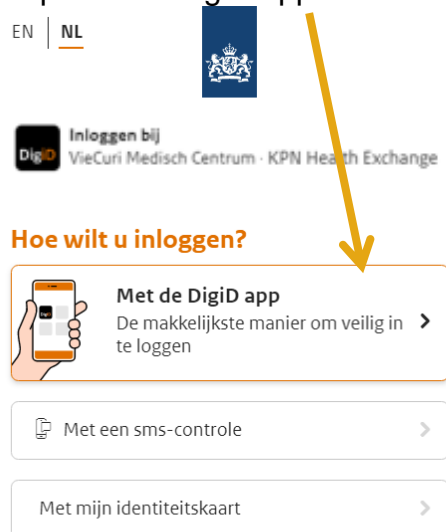 EN | NL
DigiD
Inloggen bij
VieCuri Medisch Centrum · KPN Health Exchange
Hoe wilt u inloggen?
Met de DigiD app
De makkelijkste manier om veilig in
te loggen
Met een sms-controle
Met mijn identiteitskaart